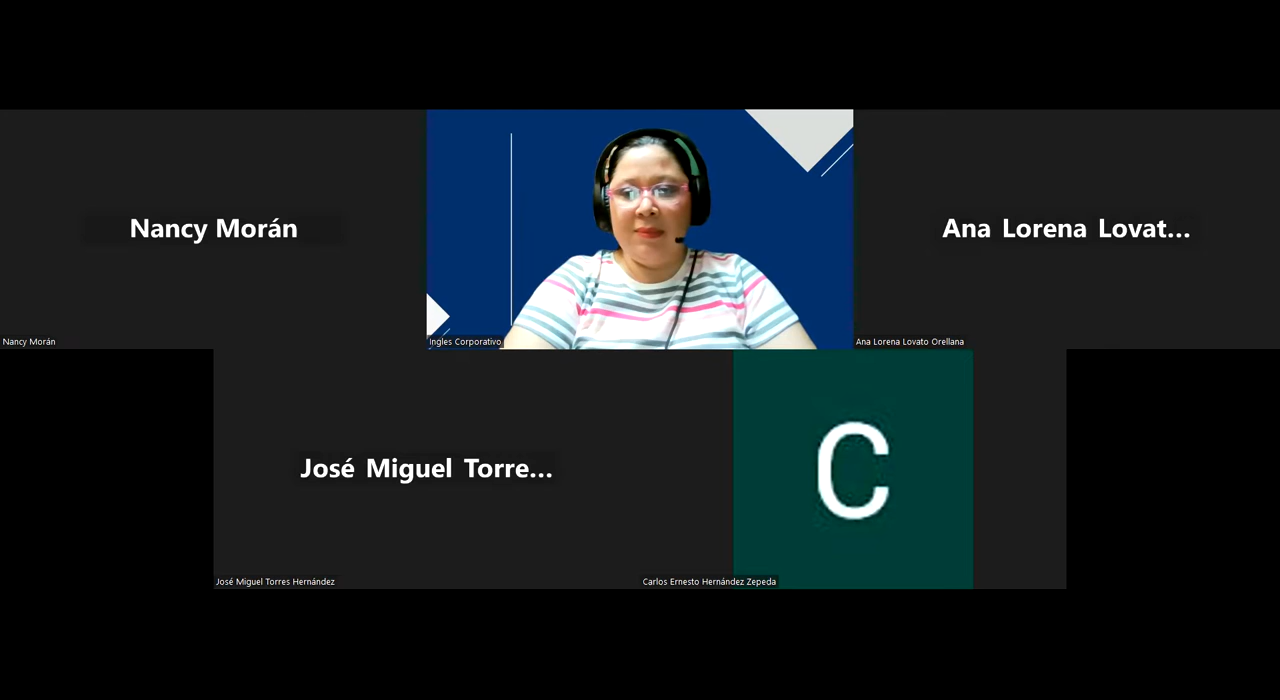 Nancy Morán
Ana Lorena Lovat...
Nancy Morán
Ingles Corporativo
Ana Lorena Lovato Orellana
José Miguel Torre...
C
José Miguel Torres Hernández
Carlos Ernesto Hernández Zepeda